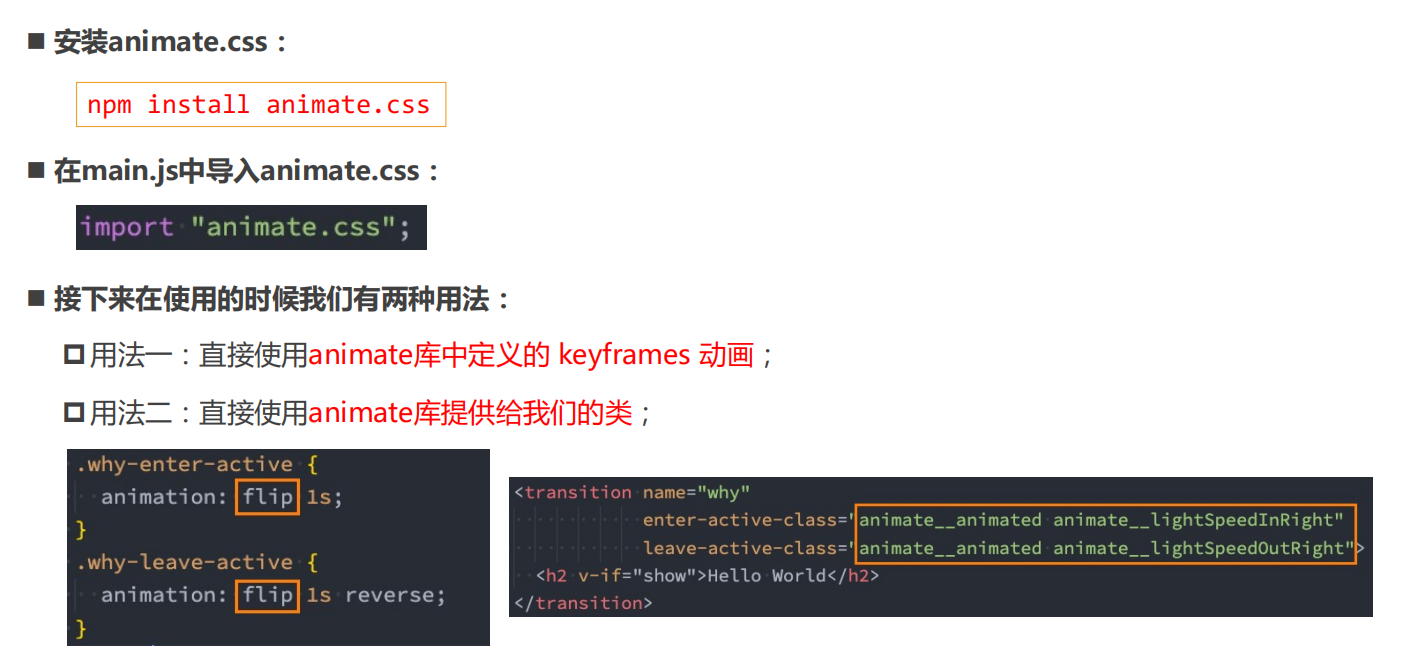 安装animate.css：
npm install animate.css
在main.js中导入animate.css：
import "animate.css";
接下来在使用的时候我们有两种用法：
用法一：直接使用animate库中定义的 keyframes 动画；
用法二：直接使用animate库提供给我们的类；
.why-enter-active {
animation: flip 1s;
}
.why-leave-active {
animation: flip 1s reverse;
}
<transition name="why"
enter-active-class="animate__animated animate__lightSpeedInRight"
leave-active-class="animate__animated animate__lightSpeedOutRight">
<h2 v-if="show">Hello World</h2>
</transition>